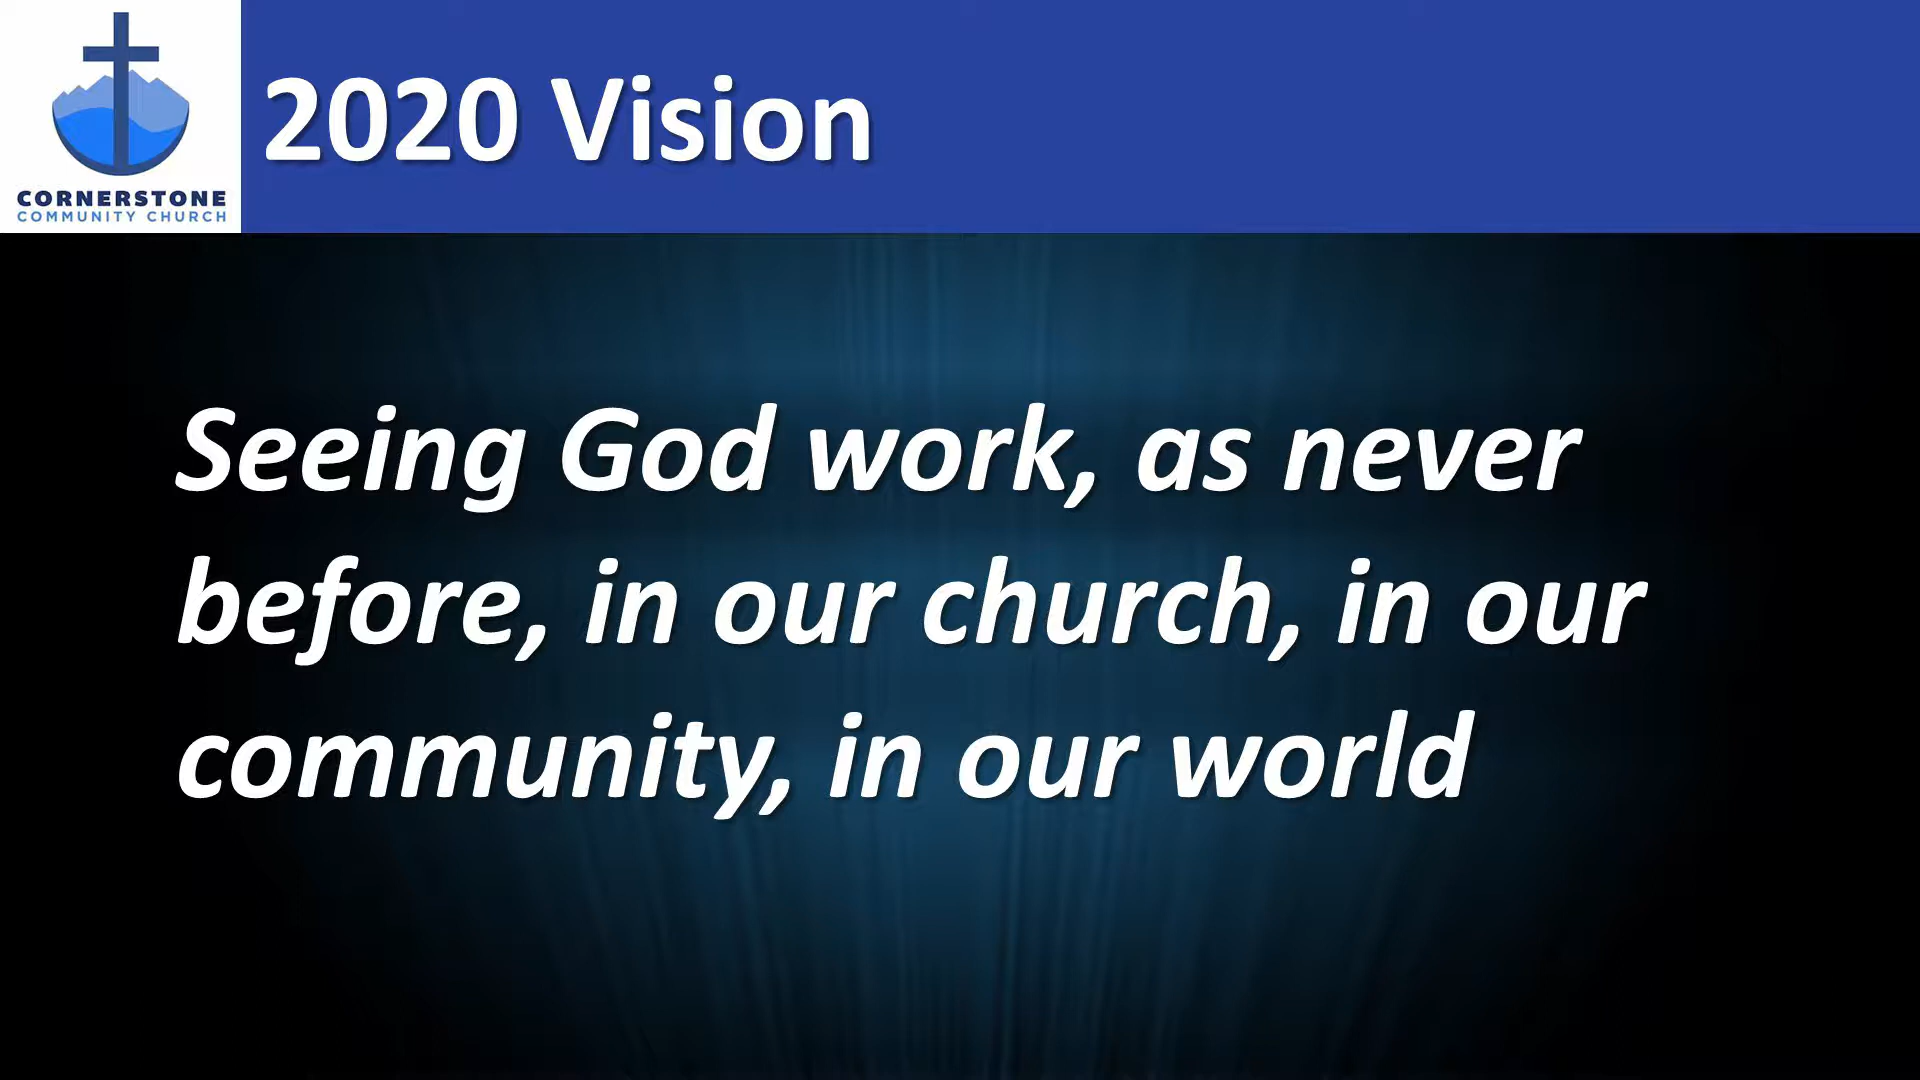 2020 Vision
CORNERSTONE
COMMUNITY CHURCH
Seeing God work, as never
before, in our church, in our
community, in our world